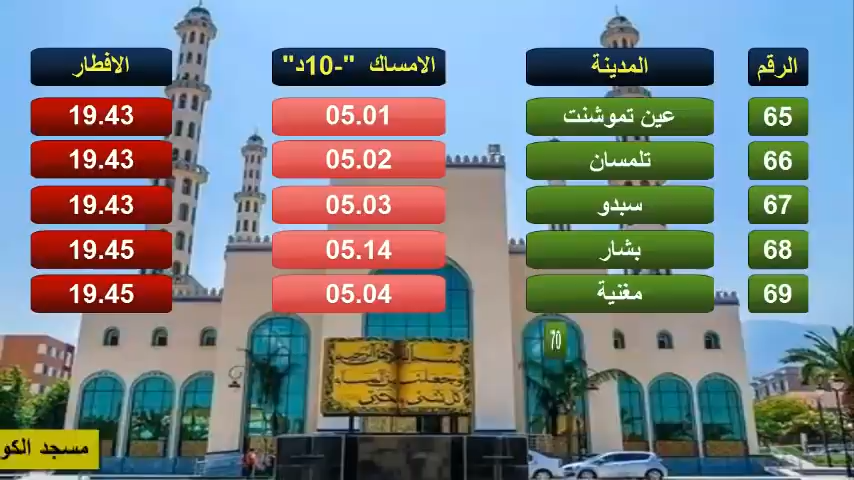 الرقم المدينة الامساك "-10د" الافطار
65 عين تموشنت 05.01 19.43
66 تلمسان 05.02 19.43
67 سبدو 05.03 19.43
68 بشار 05.14 19.45
69 مغنية 05.04 19.45
70
مسجد الكو